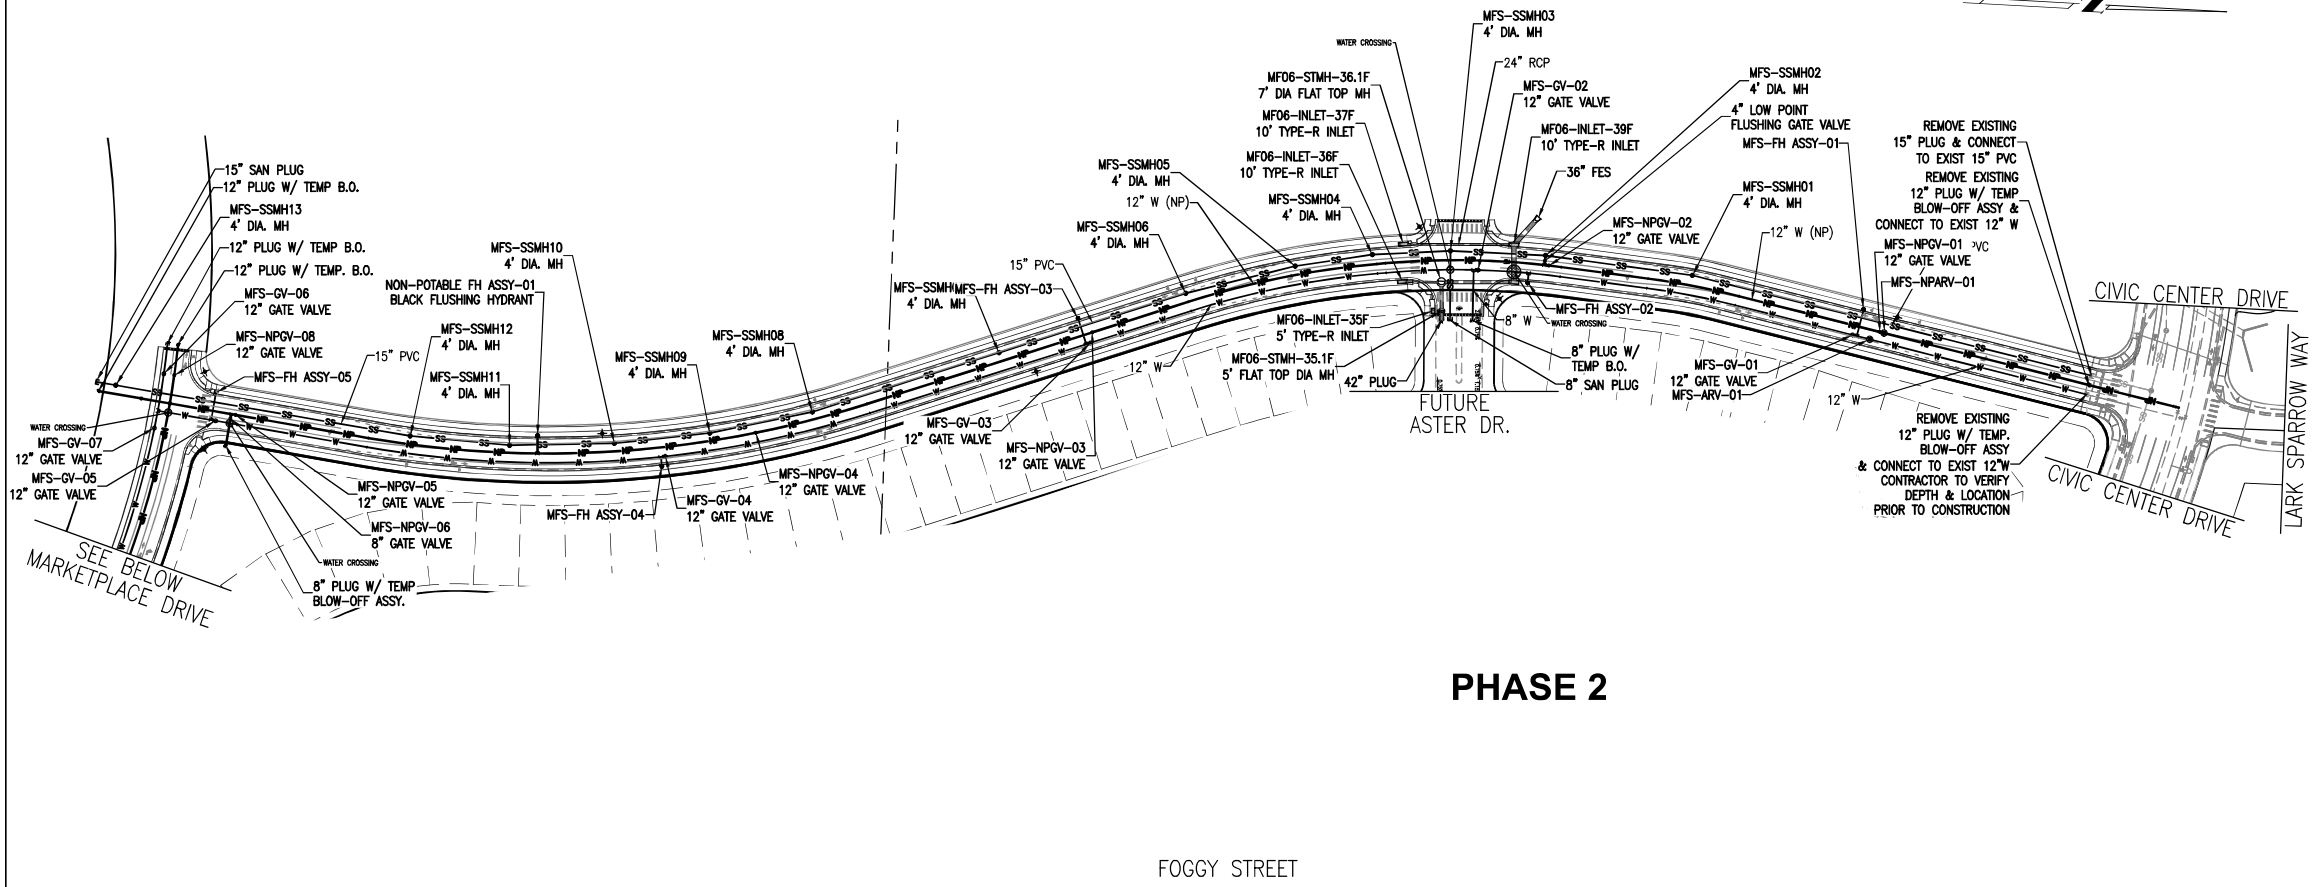 MFS-SSMH03
4' DIA. MH
WATER CROSSING
24" RCP
MF06-STMH-36.1F
7' DIA FLAT TOP MH
MFS-GV-02
12" GATE VALVE
MFS-SSMH02
4' DIA. MH
4" LOW POINT
FLUSHING GATE VALVE
MFS-FH ASSY-01
MF06-INLET-37F
10' TYPE-R INLET
MF06-INLET-39F
10' TYPE-R INLET
REMOVE EXISTING
15" PLUG & CONNECT
TO EXIST 15" PVC
REMOVE EXISTING
12" PLUG W/ TEMP
BLOW-OFF ASSY &
CONNECT TO EXIST 12" W
MF06-INLET-36F
10' TYPE-R INLET
36" FES
MFS-SSMH05
4' DIA. MH
12" W (NP)
MFS-SSMH04
4' DIA. MH
MFS-SSMH01
4' DIA. MH
MFS-SSMH06
4' DIA. MH
MFS-NPGV-02
12" GATE VALVE
12" W (NP)
MFS-NPGV-01 PVC
12" GATE VALVE
MFS-NPARV-01
15" SAN PLUG
12" PLUG W/ TEMP B.O.
MFS-SSMH13
4' DIA. MH
12" PLUG W/ TEMP B.O.
12" PLUG W/ TEMP. B.O.
MFS-GV-06
12" GATE VALVE
MFS-NPGV-08
12" GATE VALVE
15" PVC
MFS-FH ASSY-05
MFS-SSMH10
4' DIA. MH
NON-POTABLE FH ASSY-01
BLACK FLUSHING HYDRANT
MFS-SSMH12
4' DIA. MH
MFS-SSMH11
4' DIA. MH
MFS-SSMH09
4' DIA. MH
MFS-SSMH08
4' DIA. MH
15" PVC
MFS-SSMH
4' DIA. MH
MFS-FH ASSY-03
CIVIC CENTER DRIVE
LARK SPARROW WAY
MFS-FH ASSY-02
WATER CROSSING
8" W
MF06-INLET-35F
5' TYPE-R INLET
MF06-STMH-35.1F
5' FLAT TOP DIA MH
42" PLUG
8" PLUG W/
TEMP B.O.
8" SAN PLUG
FUTURE
ASTER DR.
12" W
MFS-GV-01
12" GATE VALVE
MFS-ARV-01
12" W
REMOVE EXISTING
12" PLUG W/ TEMP.
BLOW-OFF ASSY
& CONNECT TO EXIST 12"W
CONTRACTOR TO VERIFY
DEPTH & LOCATION
PRIOR TO CONSTRUCTION
CIVIC CENTER DRIVE
WATER CROSSING
MFS-GV-07
12" GATE VALVE
MFS-GV-05
12" GATE VALVE
MFS-NPGV-05
12" GATE VALVE
MFS-NPGV-06
8" GATE VALVE
WATER CROSSING
8" PLUG W/ TEMP
BLOW-OFF ASSY.
MFS-FH ASSY-04
MFS-GV-04
12" GATE VALVE
MFS-NPGV-04
12" GATE VALVE
MFS-GV-03
12" GATE VALVE
MFS-NPGV-03
12" GATE VALVE
SEE BELOW
MARKETPLACE DRIVE
PHASE 2
FOGGY STREET